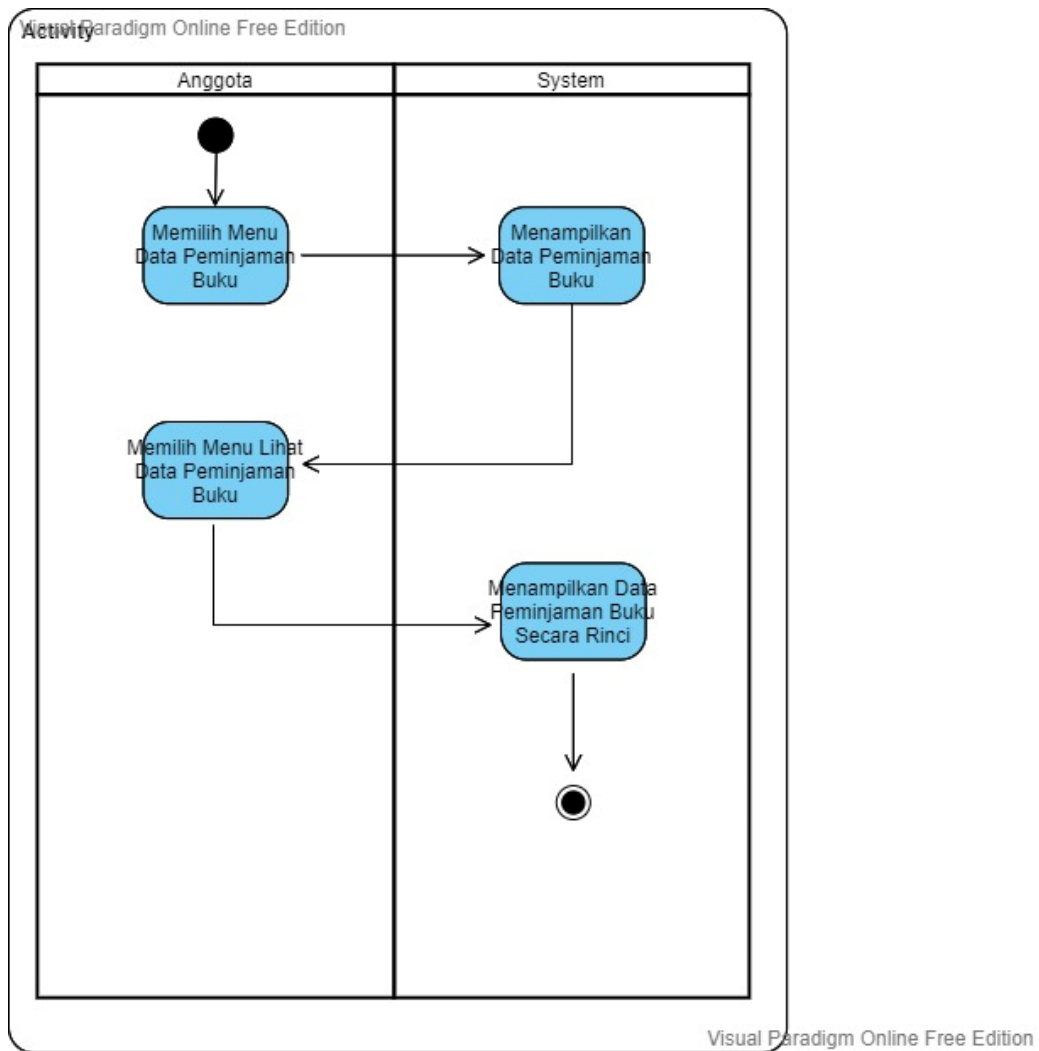 Visual Paradigm Online Free Edition
Activity
Anggota
System
Memilih Menu
Data Peminjaman
Buku
Menampilkan
Data Peminjaman
Buku
Memilih Menu Lihat
Data Peminjaman
Buku
Menampilkan Data
Peminjaman Buku
Secara Rinci
Visual Paradigm Online Free Edition